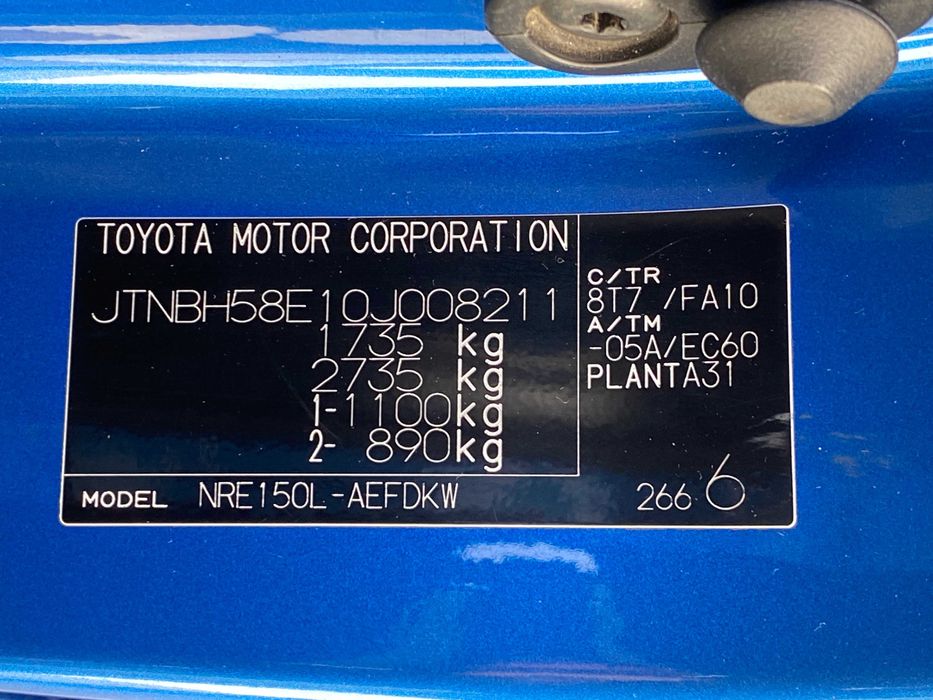 TOYOTA MOTOR CORPORATION
JTNBH58E10J008211
1735 kg
2735 kg
1-1100kg
2- 890kg
C/TR
8T7 /FA10
A/TM
-05A/EC60
PLANTA31
MODEL NRE150L-AEFDKW
266 6